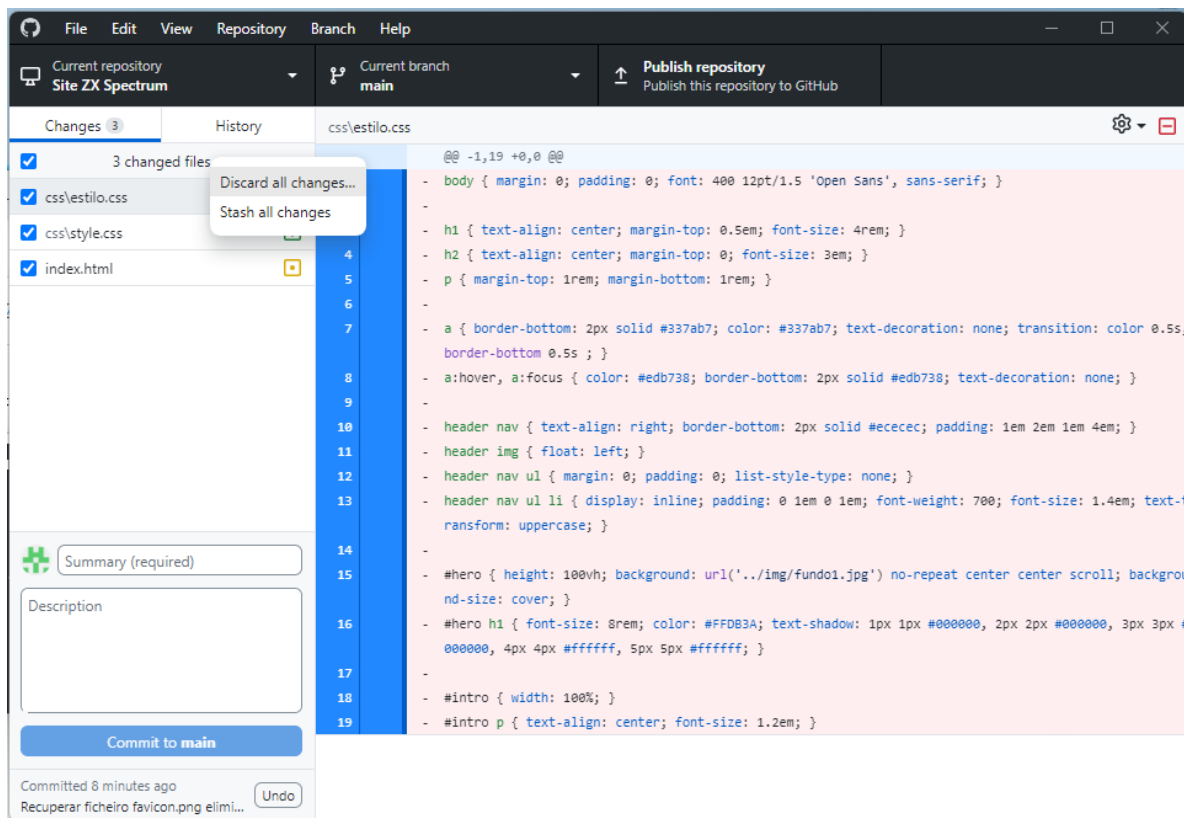 File Edit View Repository Branch Help
Current repository
Site ZX Spectrum
Current branch
main
Publish repository
Publish this repository to GitHub
Changes 3 History
css\estilo.css
3 changed files
Discard all changes...
Stash all changes
css\estilo.css
css\style.css
index.html
@@ -1,19 +0,0 @@
- body { margin: 0; padding: 0; font: 400 12pt/1.5 'Open Sans', sans-serif; }
-
- h1 { text-align: center; margin-top: 0.5em; font-size: 4rem; }
4 - h2 { text-align: center; margin-top: 0; font-size: 3em; }
5 - p { margin-top: 1rem; margin-bottom: 1rem; }
6 -
7 - a { border-bottom: 2px solid #337ab7; color: #337ab7; text-decoration: none; transition: color 0.5s,
border-bottom 0.5s ; }
8 - a:hover, a:focus { color: #edb738; border-bottom: 2px solid #edb738; text-decoration: none; }
9 -
10 - header nav { text-align: right; border-bottom: 2px solid #ececec; padding: 1em 2em 1em 4em; }
11 - header img { float: left; }
12 - header nav ul { margin: 0; padding: 0; list-style-type: none; }
13 - header nav ul li { display: inline; padding: 0 1em 0 1em; font-weight: 700; font-size: 1.4em; text-t
ransform: uppercase; }
14 -
15 - #hero { height: 100vh; background: url('../img/fundo1.jpg') no-repeat center center scroll; backgrou
nd-size: cover; }
16 - #hero h1 { font-size: 8rem; color: #FFDB3A; text-shadow: 1px 1px #000000, 2px 2px #000000, 3px 3px #
000000, 4px 4px #ffffff, 5px 5px #ffffff; }
17 -
18 - #intro { width: 100%; }
19 - #intro p { text-align: center; font-size: 1.2em; }
Summary (required)
Description
Commit to main
Committed 8 minutes ago
Recuperar ficheiro favicon.png elimi...
Undo